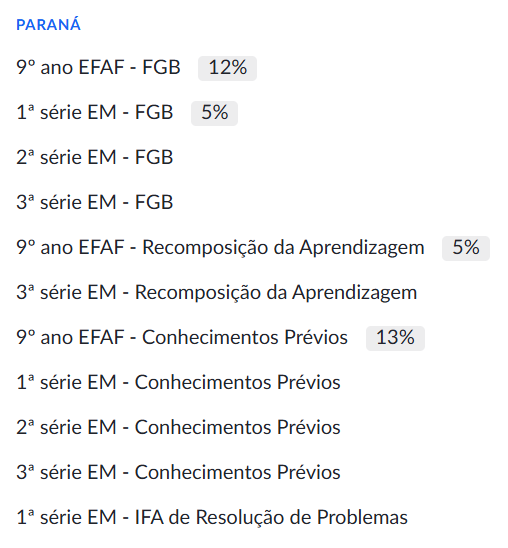 PARANÁ
9º ano EFAF - FGB 12%
1ª série EM - FGB 5%
2ª série EM - FGB
3ª série EM - FGB
9º ano EFAF - Recomposição da Aprendizagem 5%
3ª série EM - Recomposição da Aprendizagem
9º ano EFAF - Conhecimentos Prévios 13%
1ª série EM - Conhecimentos Prévios
2ª série EM - Conhecimentos Prévios
3ª série EM - Conhecimentos Prévios
1ª série EM - IFA de Resolução de Problemas